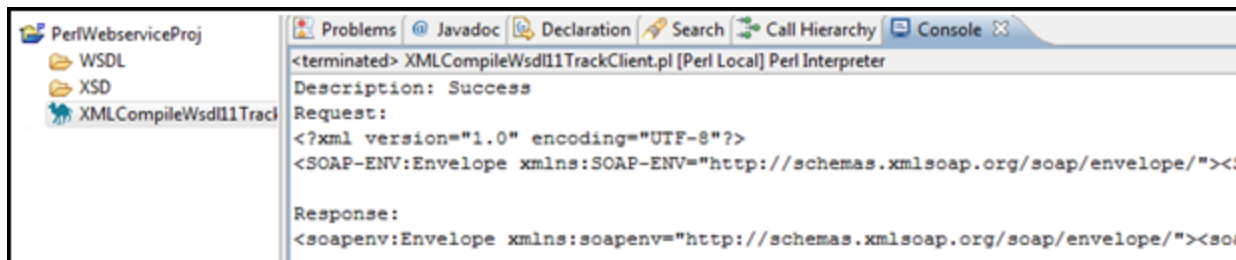 PerlWebserviceProj
WSDL
XSD
XMLCompileWsdl11Track
Problems @ Javadoc Declaration Search Call Hierarchy Console
<terminated> XMLCompileWsdl11TrackClient.pl [Perl Local] Perl Interpreter
Description: Success
Request:
<?xml version="1.0" encoding="UTF-8"?>
<SOAP-ENV:Envelope xmlns:SOAP-ENV="http://schemas.xmlsoap.org/soap/envelope/"><S
Response:
<soapenv:Envelope xmlns:soapenv="http://schemas.xmlsoap.org/soap/envelope/"><soa